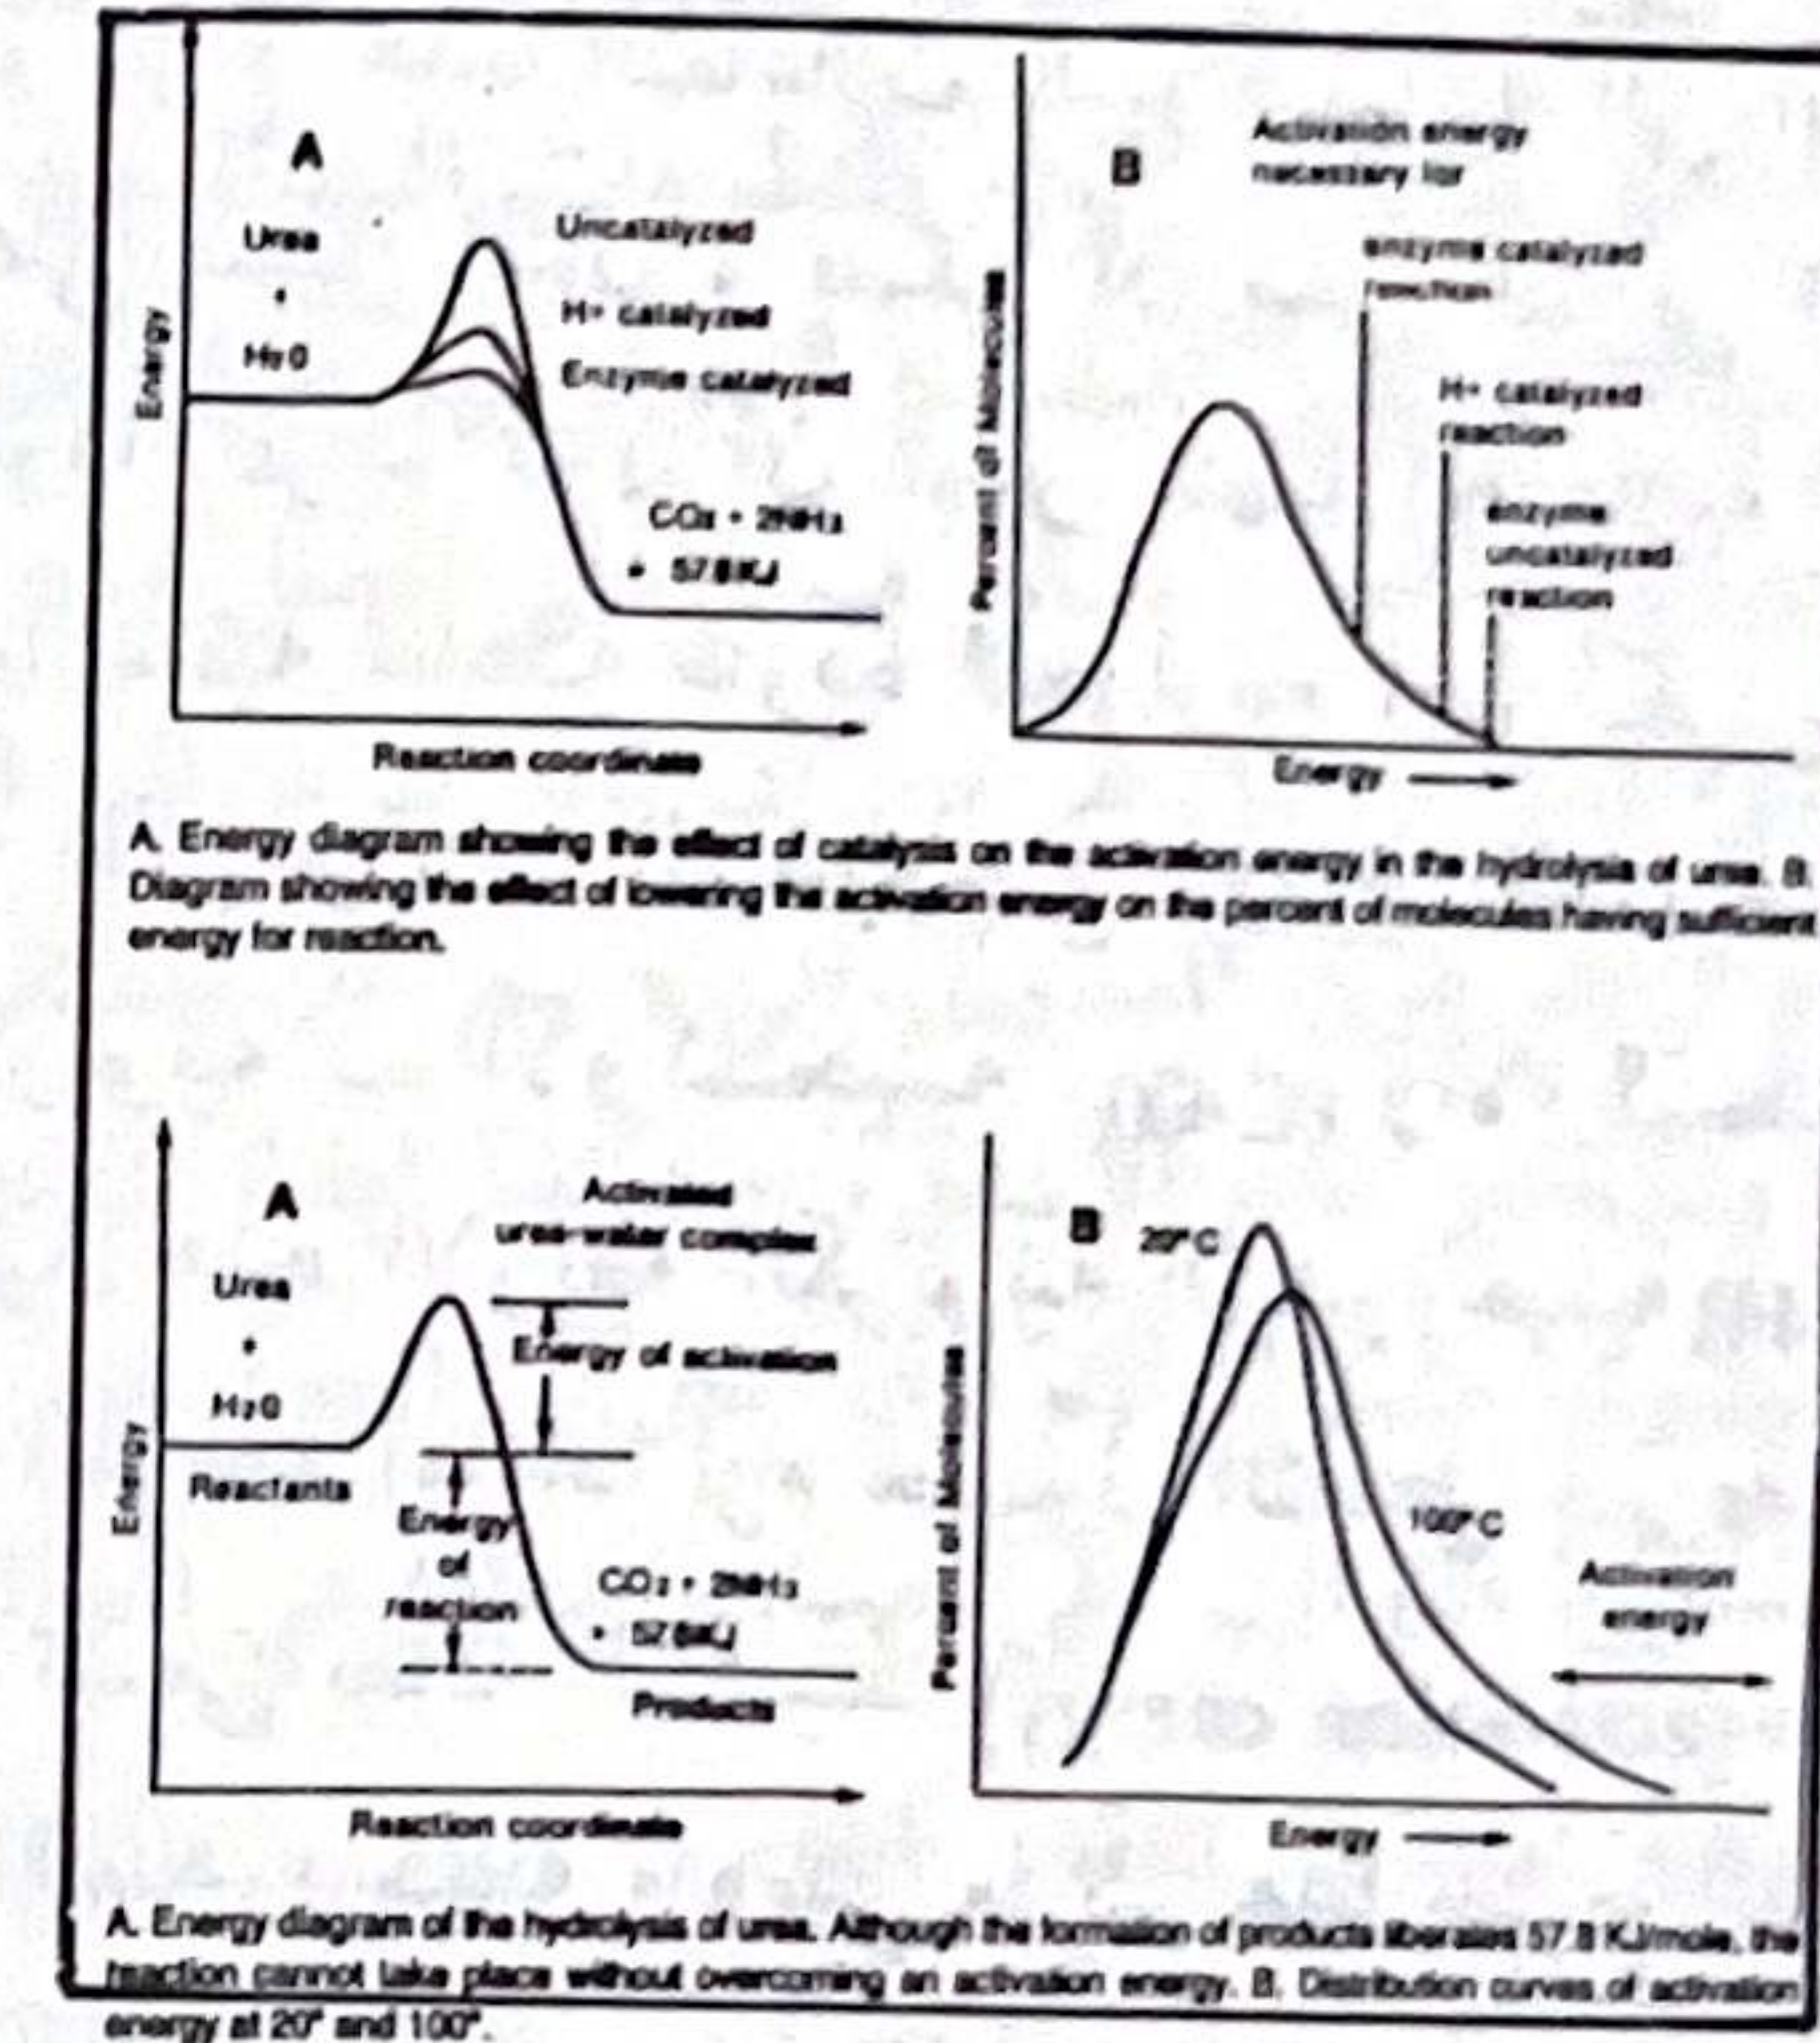 A
Urea
+
H₂O
Energy
Uncatalyzed
H+ catalyzed
Enzyme catalyzed
CO₂ + 2NH₃
+ 57.8KJ
Reaction coordinate
B
Activation energy
necessary for
enzyme catalyzed
reaction
H+ catalyzed
reaction
enzyme
uncatalyzed
reaction
Percent of Molecules
Energy
A. Energy diagram showing the effect of catalysis on the activation energy in the hydrolysis of urea. B.
Diagram showing the effect of lowering the activation energy on the percent of molecules having sufficient
energy for reaction.
A
Urea
+
H₂O
Reactants
Energy
Activated
urea-water complex
Energy of activation
Energy
of
reaction
CO₂ + 2NH₃
+ 57.8KJ
Products
Reaction coordinate
B
20° C
100° C
Activation
energy
Percent of Molecules
Energy
A. Energy diagram of the hydrolysis of urea. Although the formation of products liberates 57.8 KJ/mole, the
reaction cannot take place without overcoming an activation energy. B. Distribution curves of activation
energy at 20° and 100°.